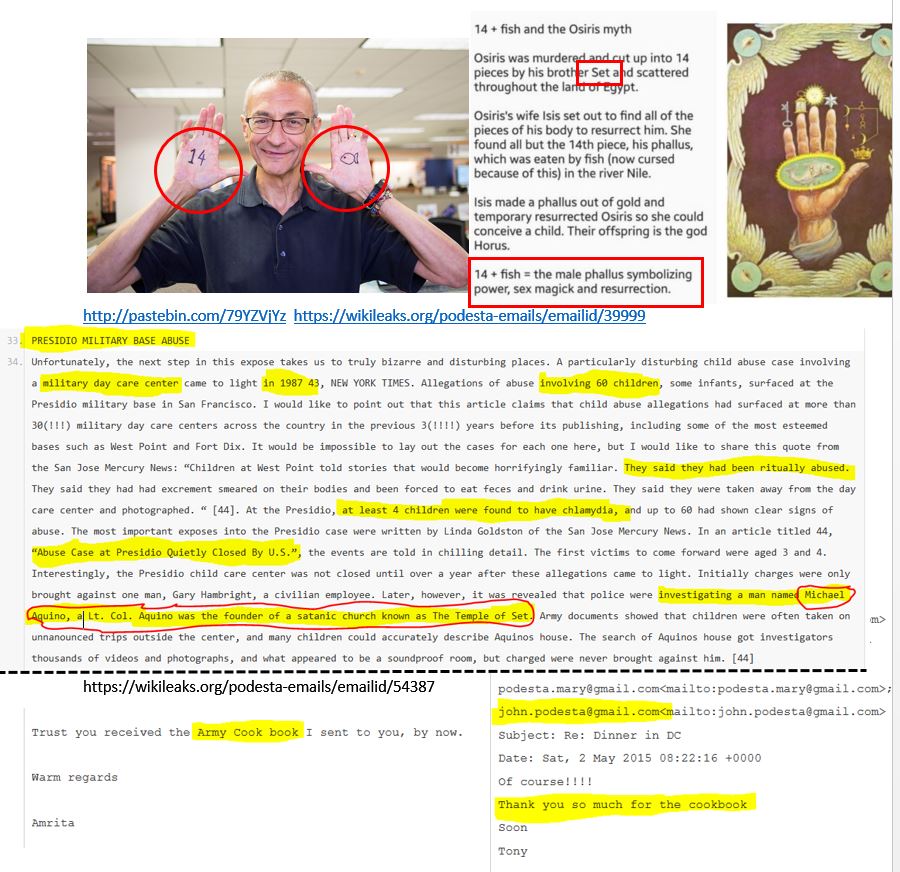 14
14 + fish and the Osiris myth
Osiris was murdered and cut up into 14
pieces by his brother Set and scattered
throughout the land of Egypt.
Osiris's wife Isis set out to find all of the
pieces of his body to resurrect him. She
found all but the 14th piece, his phallus,
which was eaten by fish (now cursed
because of this) in the river Nile.
Isis made a phallus out of gold and
temporary resurrected Osiris so she could
conceive a child. Their offspring is the god
Horus.
14 + fish = the male phallus symbolizing
power, sex magick and resurrection.
http://pastebin.com/79YZVjYz https://wikileaks.org/podesta-emails/emailid/39999
33. PRESIDIO MILITARY BASE ABUSE
34. Unfortunately, the next step in this expose takes us to truly bizarre and disturbing places. A particularly disturbing child abuse case involving
a military day care center came to light in 1987 43, NEW YORK TIMES. Allegations of abuse involving 60 children, some infants, surfaced at the
Presidio military base in San Francisco. I would like to point out that this article claims that child abuse allegations had surfaced at more than
30(!!!) military day care centers across the country in the previous 3(!!!!) years before its publishing, including some of the most esteemed
bases such as West Point and Fort Dix. It would be impossible to lay out the cases for each one here, but I would like to share this quote from
the San Jose Mercury News: “Children at West Point told stories that would become horrifyingly familiar. They said they had been ritually abused.
They said they had had excrement smeared on their bodies and been forced to eat feces and drink urine. They said they were taken away from the day
care center and photographed. “ [44]. At the Presidio, at least 4 children were found to have chlamydia, and up to 60 had shown clear signs of
abuse. The most important exposes into the Presidio case were written by Linda Goldston of the San Jose Mercury News. In an article titled 44,
“Abuse Case at Presidio Quietly Closed By U.S.”, the events are told in chilling detail. The first victims to come forward were aged 3 and 4.
Interestingly, the Presidio child care center was not closed until over a year after these allegations came to light. Initially charges were only
brought against one man, Gary Hambright, a civilian employee. Later, however, it was revealed that police were investigating a man named Michael
Aquino, a Lt. Col. Aquino was the founder of a satanic church known as The Temple of Set. Army documents showed that children were often taken on
unnanounced trips outside the center, and many children could accurately describe Aquinos house. The search of Aquinos house got investigators
thousands of videos and photographs, and what appeared to be a soundproof room, but charged were never brought against him. [44]
m>
https://wikileaks.org/podesta-emails/emailid/54387
Trust you received the Army Cook book I sent to you, by now.
Warm regards
Amrita
podesta.mary@gmail.com<mailto:podesta.mary@gmail.com>;
john.podesta@gmail.com<mailto:john.podesta@gmail.com>
Subject: Re: Dinner in DC
Date: Sat, 2 May 2015 08:22:16 +0000
Of course!!!!
Thank you so much for the cookbook
Soon
Tony